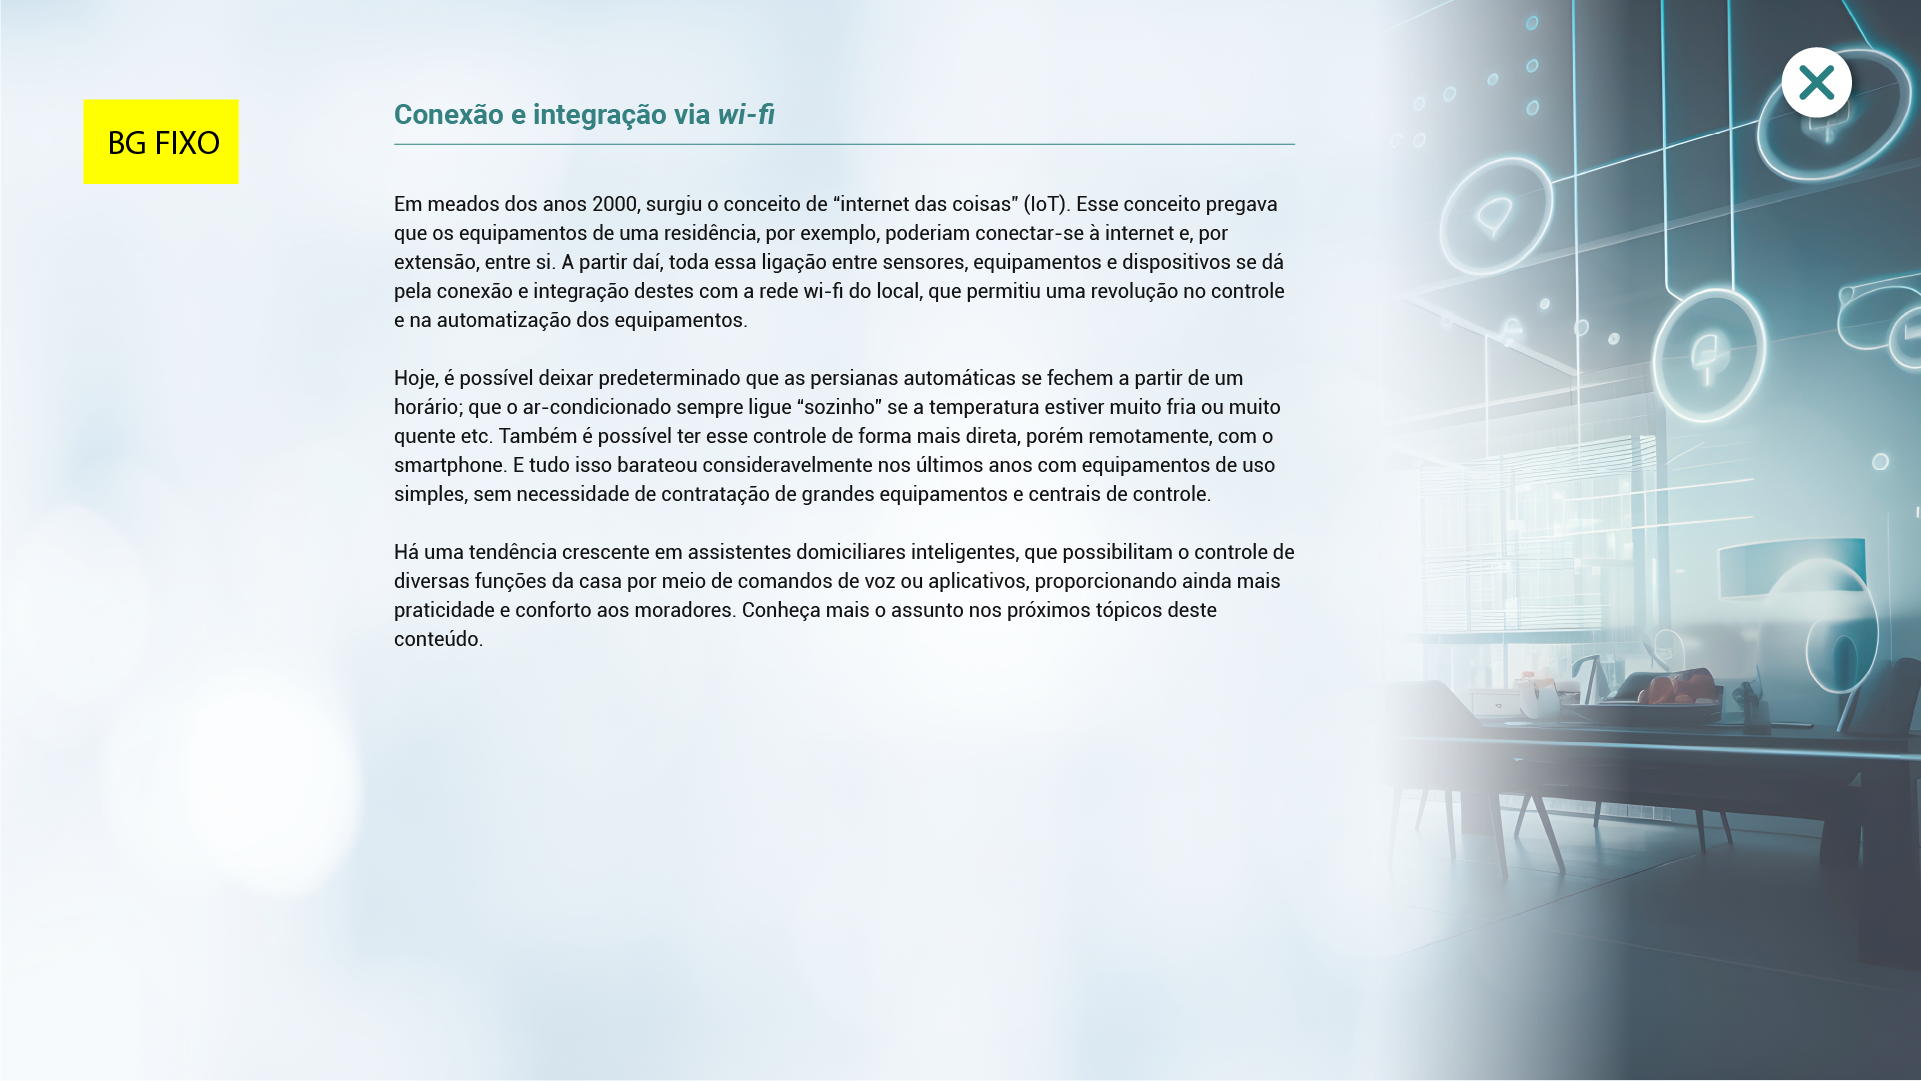 BG FIXO
Conexão e integração via wi-fi
Em meados dos anos 2000, surgiu o conceito de “internet das coisas” (IoT). Esse conceito pregava
que os equipamentos de uma residência, por exemplo, poderiam conectar-se à internet e, por
extensão, entre si. A partir daí, toda essa ligação entre sensores, equipamentos e dispositivos se dá
pela conexão e integração destes com a rede wi-fi do local, que permitiu uma revolução no controle
e na automatização dos equipamentos.
Hoje, é possível deixar predeterminado que as persianas automáticas se fechem a partir de um
horário; que o ar-condicionado sempre ligue “sozinho” se a temperatura estiver muito fria ou muito
quente etc. Também é possível ter esse controle de forma mais direta, porém remotamente, com o
smartphone. E tudo isso barateou consideravelmente nos últimos anos com equipamentos de uso
simples, sem necessidade de contratação de grandes equipamentos e centrais de controle.
Há uma tendência crescente em assistentes domiciliares inteligentes, que possibilitam o controle de
diversas funções da casa por meio de comandos de voz ou aplicativos, proporcionando ainda mais
praticidade e conforto aos moradores. Conheça mais o assunto nos próximos tópicos deste
conteúdo.